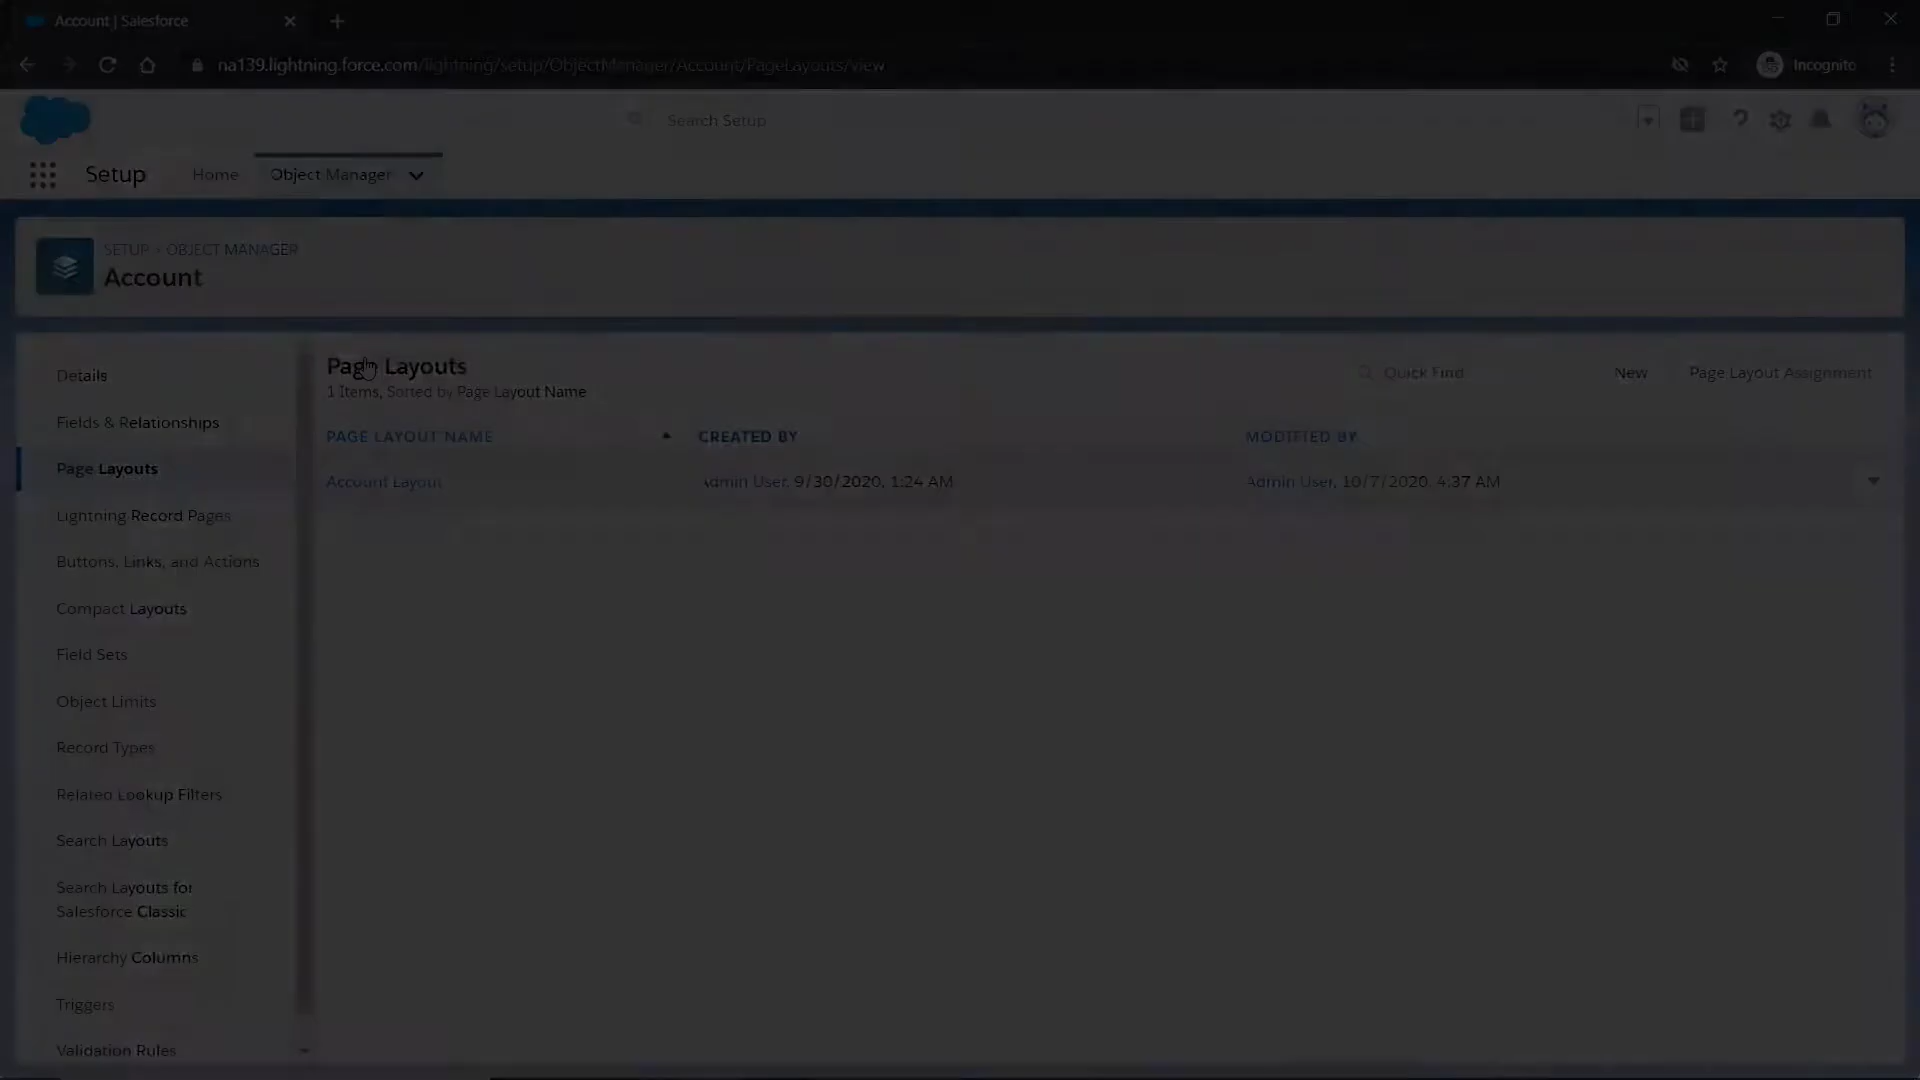 Account | Salesforce
na139.lightning.force.com/lightning/setup/ObjectManager/Account/PageLayouts/view
Incognito
Search Setup
Setup
Home
Object Manager
SETUP > OBJECT MANAGER
Account
Details
Fields & Relationships
Page Layouts
Lightning Record Pages
Buttons, Links, and Actions
Compact Layouts
Field Sets
Object Limits
Record Types
Related Lookup Filters
Search Layouts
Search Layouts for
Salesforce Classic
Hierarchy Columns
Triggers
Validation Rules
Page Layouts
1 Items, Sorted by Page Layout Name
Quick Find
New
Page Layout Assignment
PAGE LAYOUT NAME
CREATED BY
MODIFIED BY
Account Layout
Admin User, 9/30/2020, 1:24 AM
Admin User, 10/7/2020, 4:37 AM